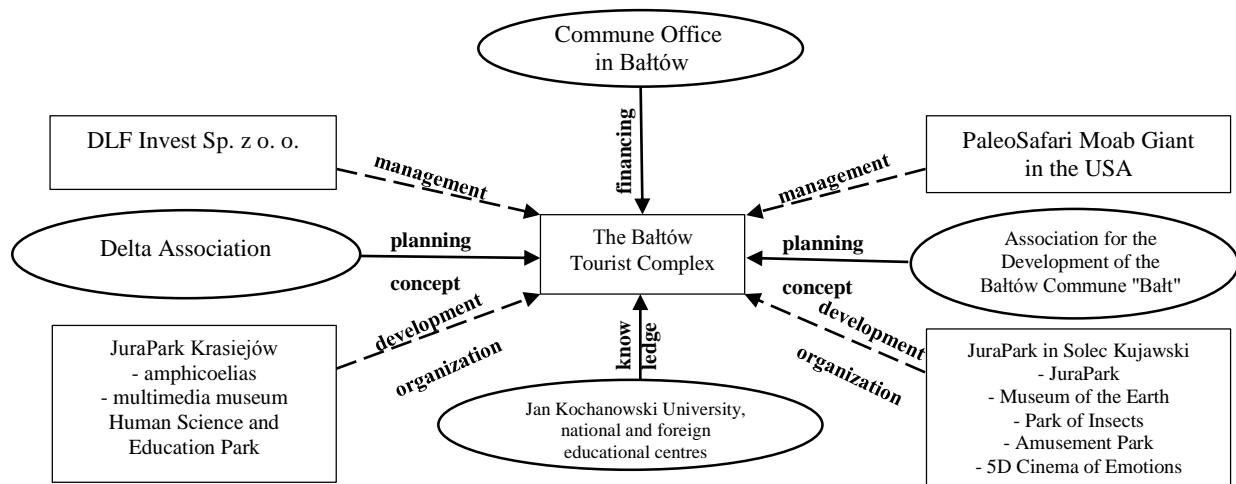 Commune Office
in Bałtów
financing
DLF Invest Sp. z o. o.
management
PaleoSafari Moab Giant
in the USA
management
Delta Association
planning
concept
The Bałtów
Tourist Complex
planning
concept
Association for the
Development of the
Bałtów Commune "Bałt"
JuraPark Krasiejów
- amphicoelias
- multimedia museum
Human Science and
Education Park
development
organization
know
ledge
Jan Kochanowski University,
national and foreign
educational centres
development
organization
JuraPark in Solec Kujawski
- JuraPark
- Museum of the Earth
- Park of Insects
- Amusement Park
- 5D Cinema of Emotions